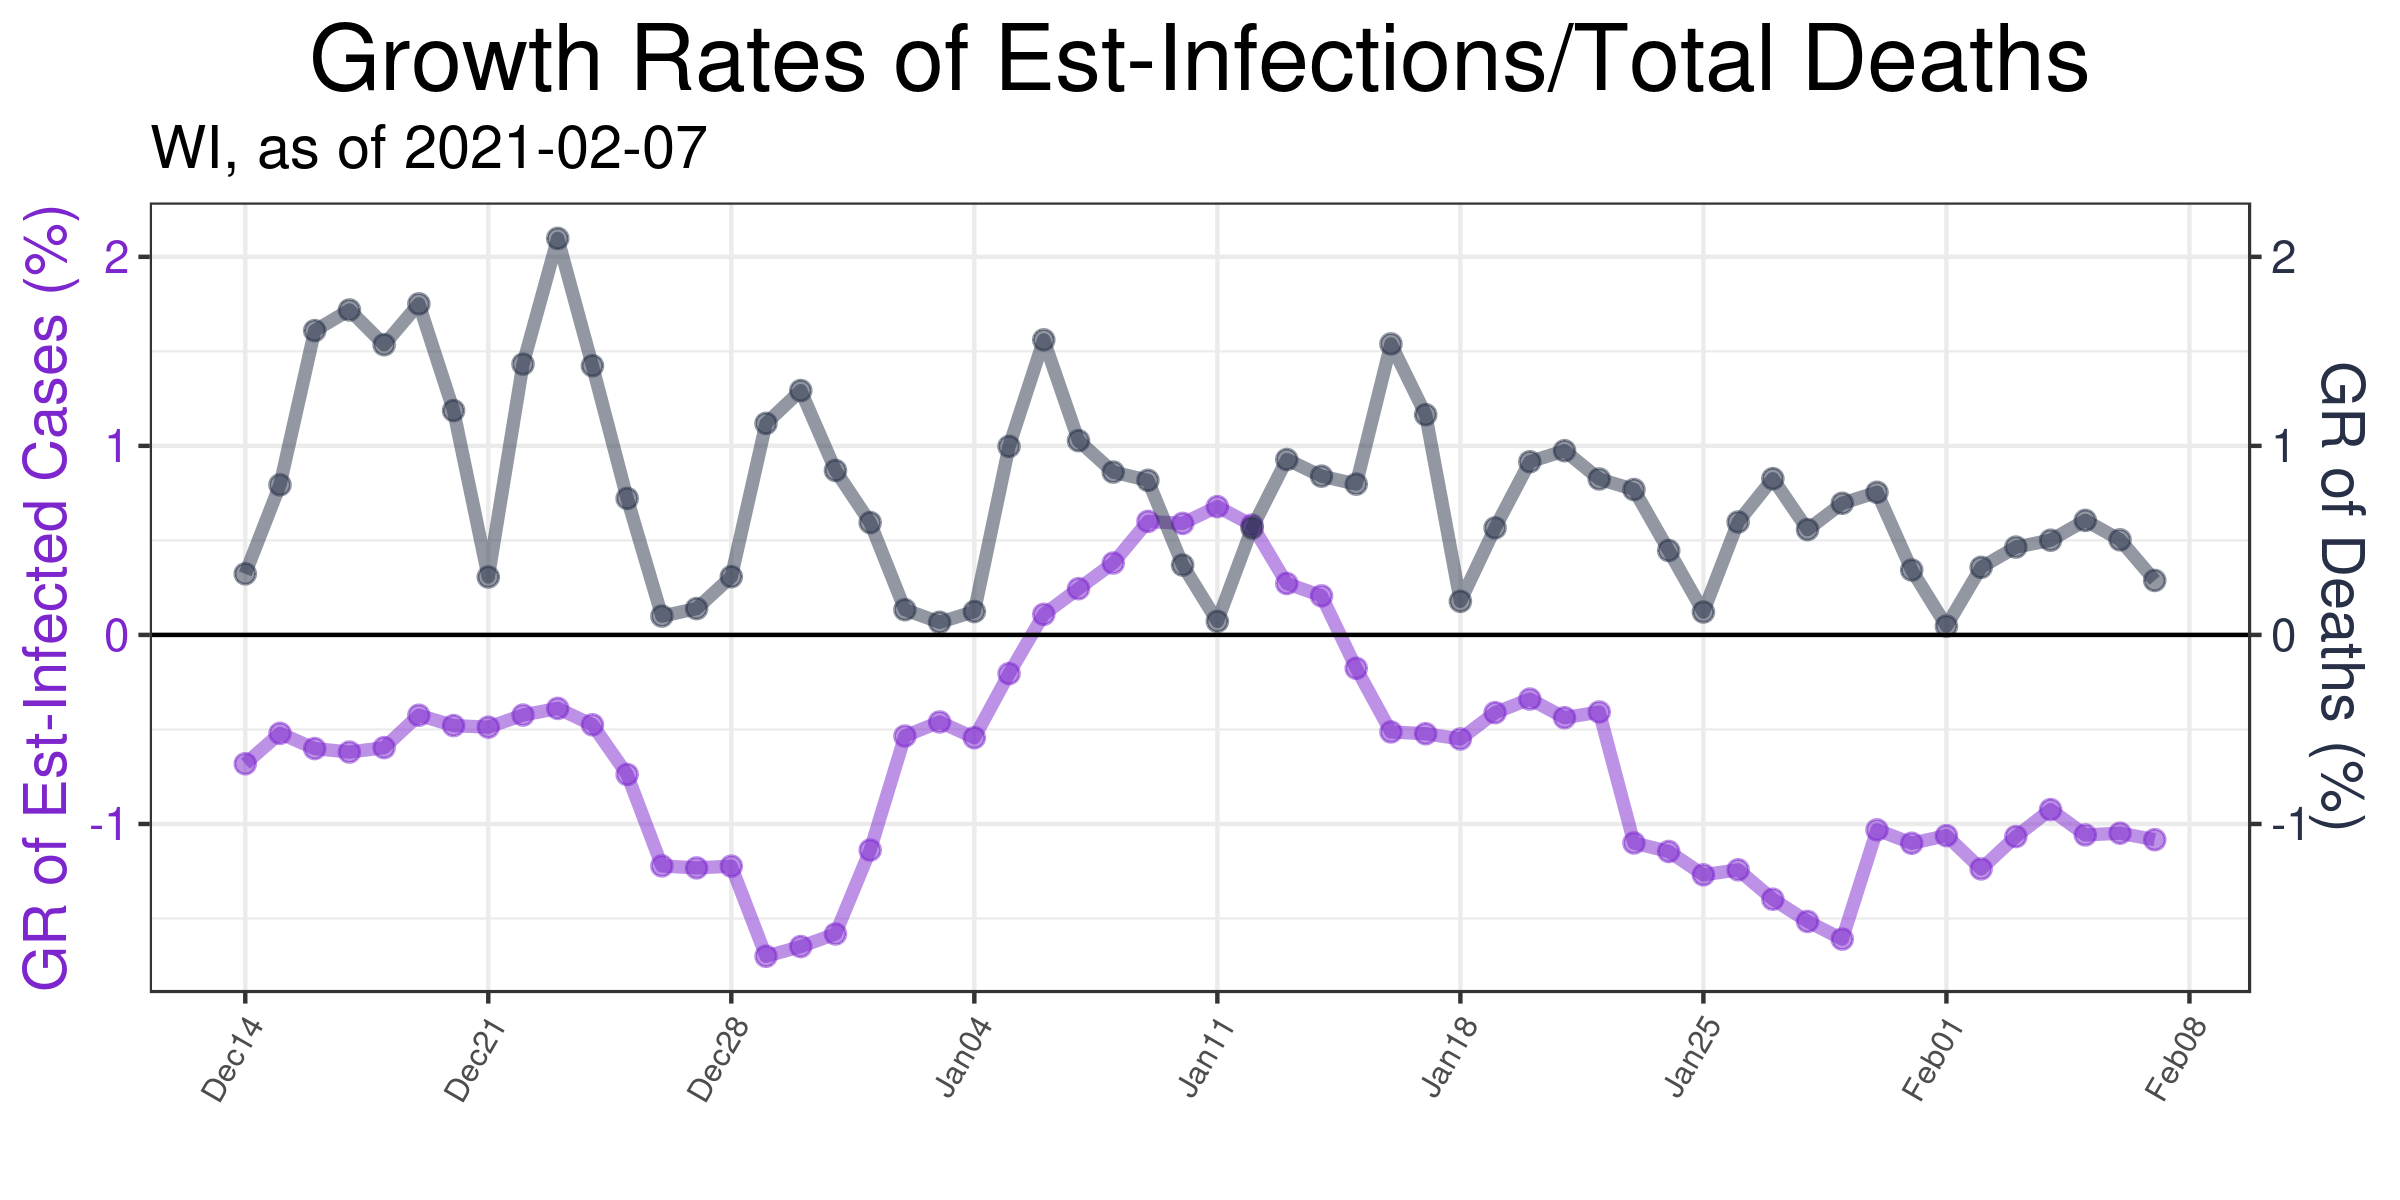 Growth Rates of Est-Infections/Total Deaths
WI, as of 2021-02-07
GR of Est-Infected Cases (%)
2
1
0
-1
2
1
0
-1
GR of Deaths (%)
Dec14
Dec21
Dec28
Jan04
Jan11
Jan18
Jan25
Feb01
Feb08